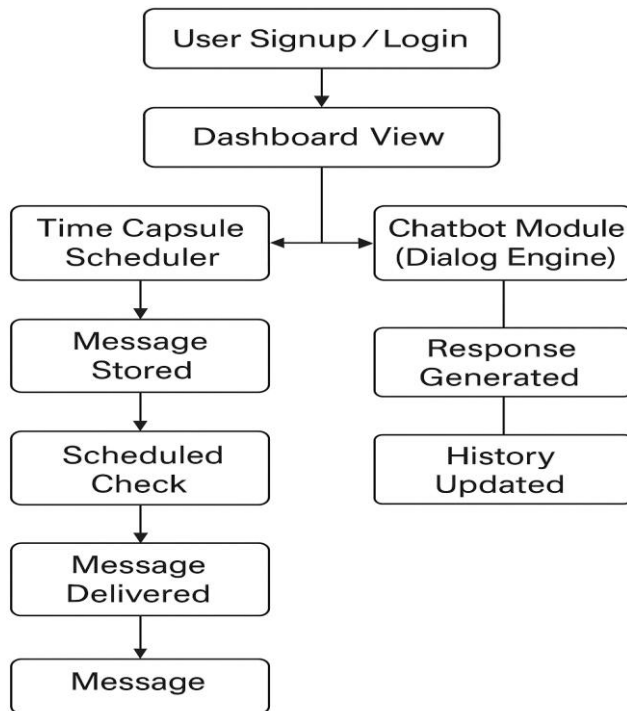 User Signup / Login
Dashboard View
Time Capsule
Scheduler
Message
Stored
Scheduled
Check
Message
Delivered
Message
Chatbot Module
(Dialog Engine)
Response
Generated
History
Updated